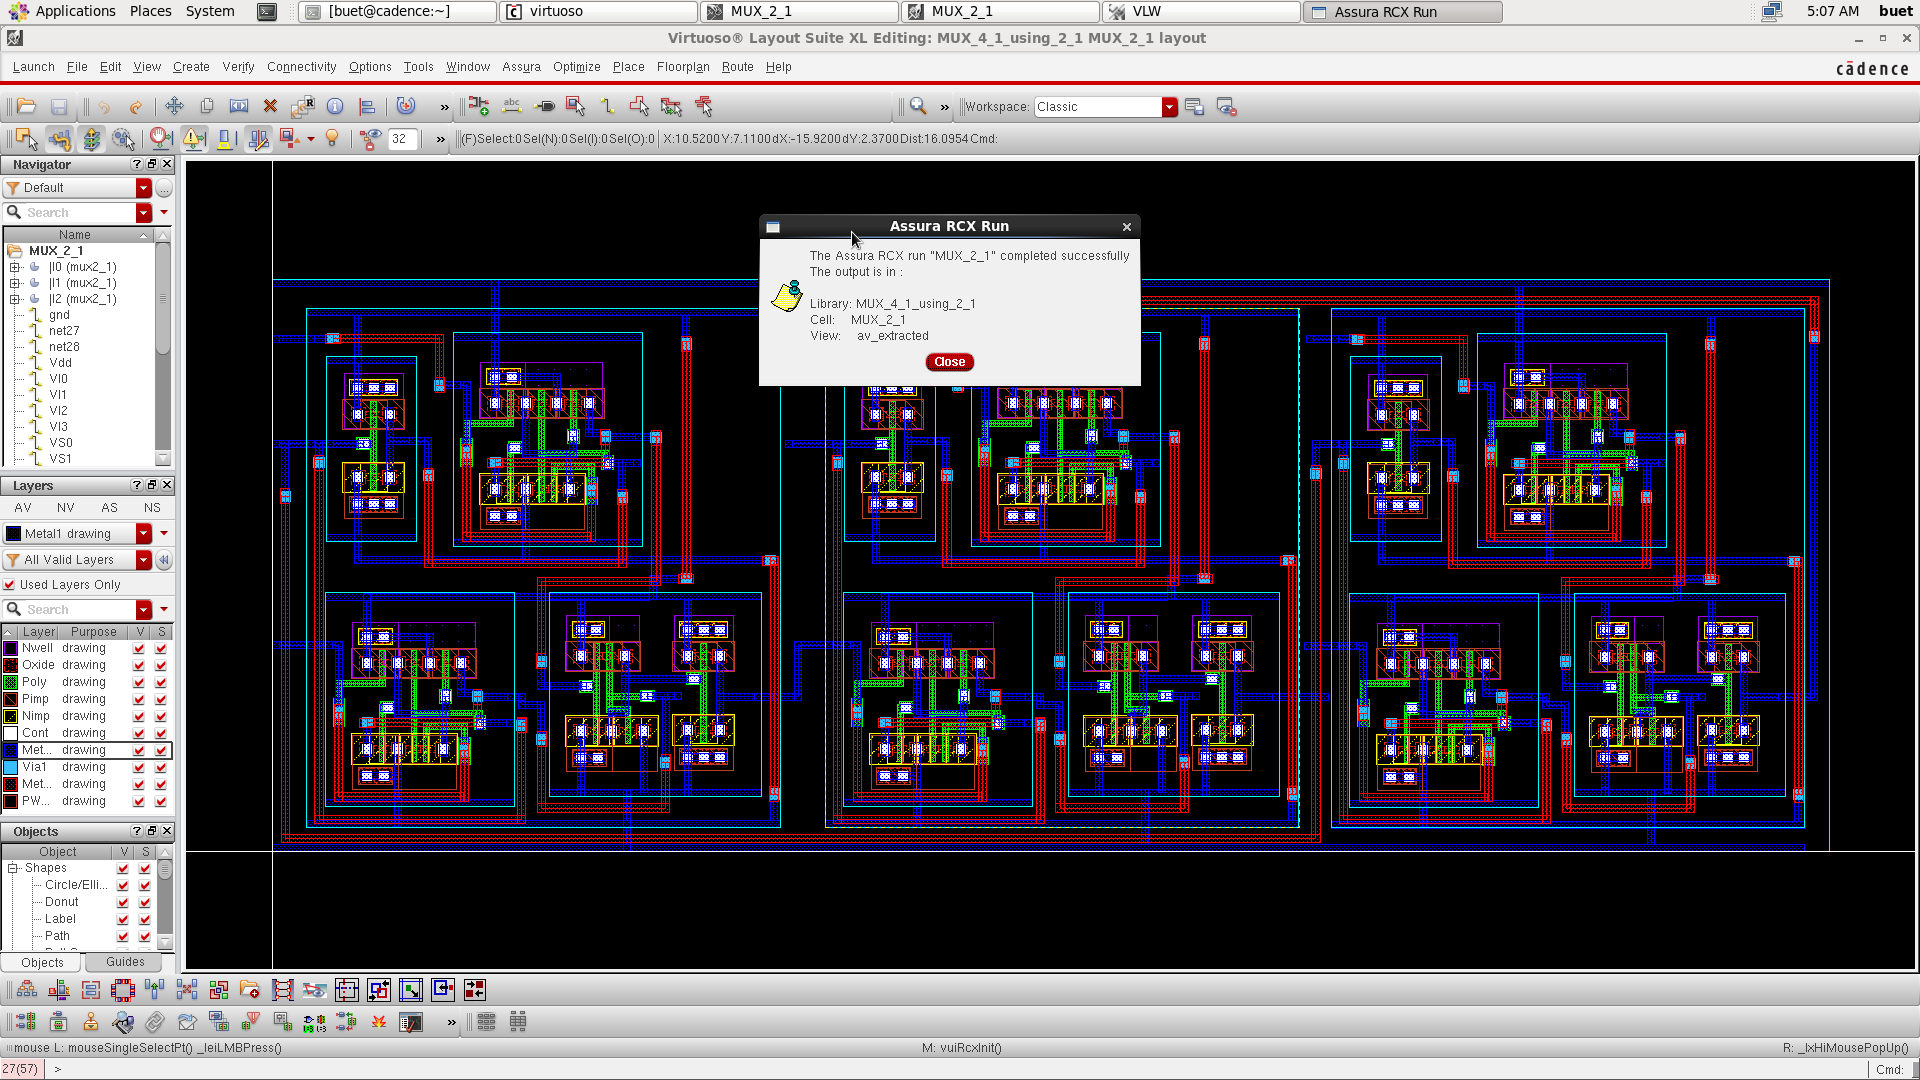 Applications Places System [buet@cadence:~] virtuoso MUX_2_1 MUX_2_1 VLW Assura RCX Run 5:07 AM buet
Virtuoso® Layout Suite XL Editing: MUX_4_1_using_2_1 MUX_2_1 layout
Launch File Edit View Create Verify Connectivity Options Tools Window Assura Optimize Place Floorplan Route Help cādence
Workspace: Classic
32 (F)Select:0 Sel(N):0 Sel(I):0 Sel(O):0 X:10.5200 Y:7.1100 dX:-15.9200 dY:2.3700 Dist:16.0954 Cmd:
Navigator
Default
Search
Name
MUX_2_1
|I0 (mux2_1)
|I1 (mux2_1)
|I2 (mux2_1)
gnd
net27
net28
Vdd
VI0
VI1
VI2
VI3
VS0
VS1
Layers
AV NV AS NS
Metal1 drawing
All Valid Layers
Used Layers Only
Search
Layer Purpose V S
Nwell drawing
Oxide drawing
Poly drawing
Pimp drawing
Nimp drawing
Cont drawing
Met... drawing
Via1 drawing
Met... drawing
PW... drawing
Objects
Object V S
Shapes
Circle/Elli...
Donut
Label
Path
Objects Guides
Assura RCX Run
The Assura RCX run "MUX_2_1" completed successfully
The output is in :
Library: MUX_4_1_using_2_1
Cell: MUX_2_1
View: av_extracted
Close
mouse L: mouseSingleSelectPt() _leiLMBPress() M: vuiRcxInit() R: _lxHiMousePopUp()
27(57) > Cmd: